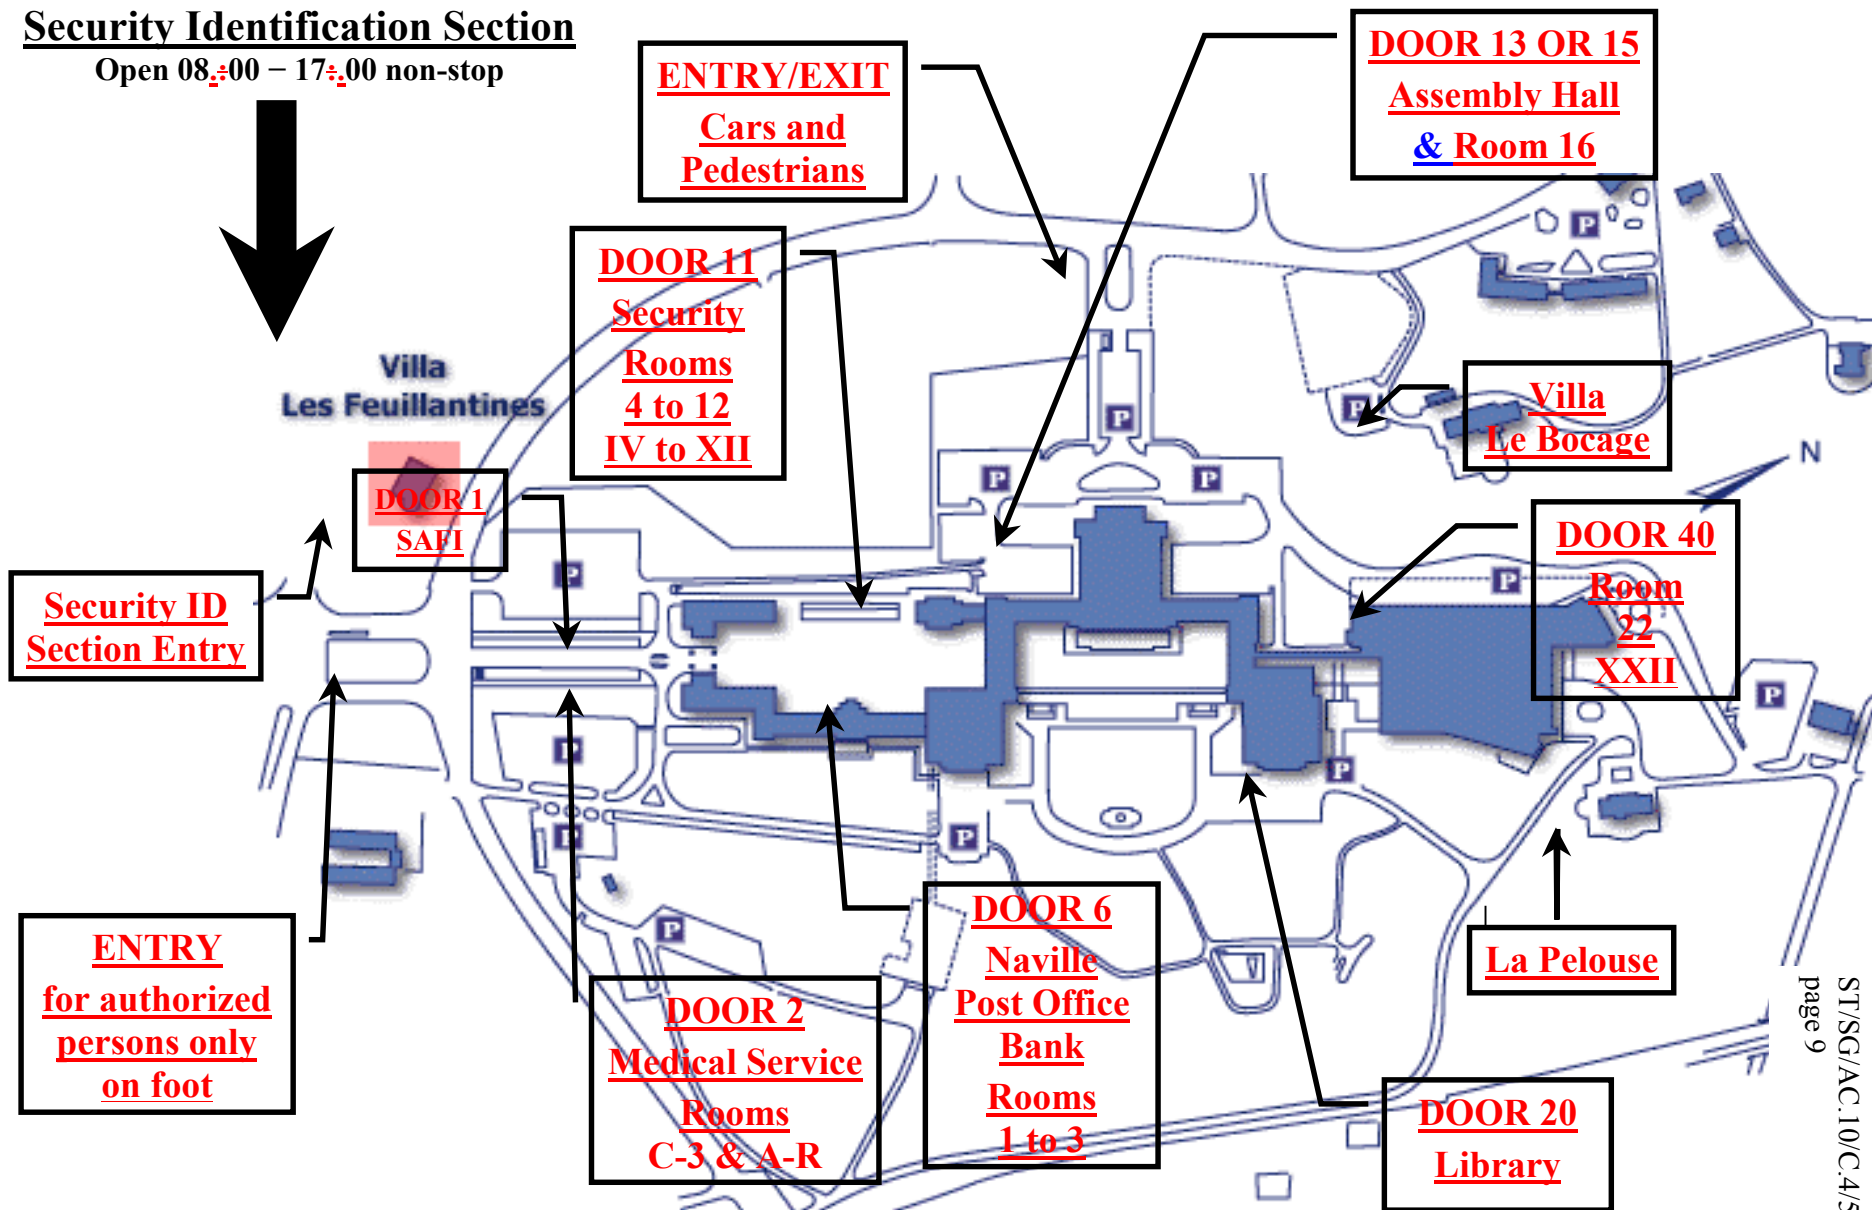 Security Identification Section
Open 08.÷00 − 17÷.00 non-stop
ENTRY/EXIT
Cars and
Pedestrians
DOOR 13 OR 15
Assembly Hall
& Room 16
DOOR 11
Security
Rooms
4 to 12
IV to XII
Villa
Les Feuillantines
DOOR 1
SAFI
Villa
Le Bocage
N
DOOR 40
Room
22
XXII
Security ID
Section Entry
P
P
P
P
P
P
P
P
P
P
P
P
P
P
ENTRY
for authorized
persons only
on foot
DOOR 2
Medical Service
Rooms
C-3 & A-R
DOOR 6
Naville
Post Office
Bank
Rooms
1 to 3
La Pelouse
DOOR 20
Library
ST/SG/AC.10/C.4/5
page 9